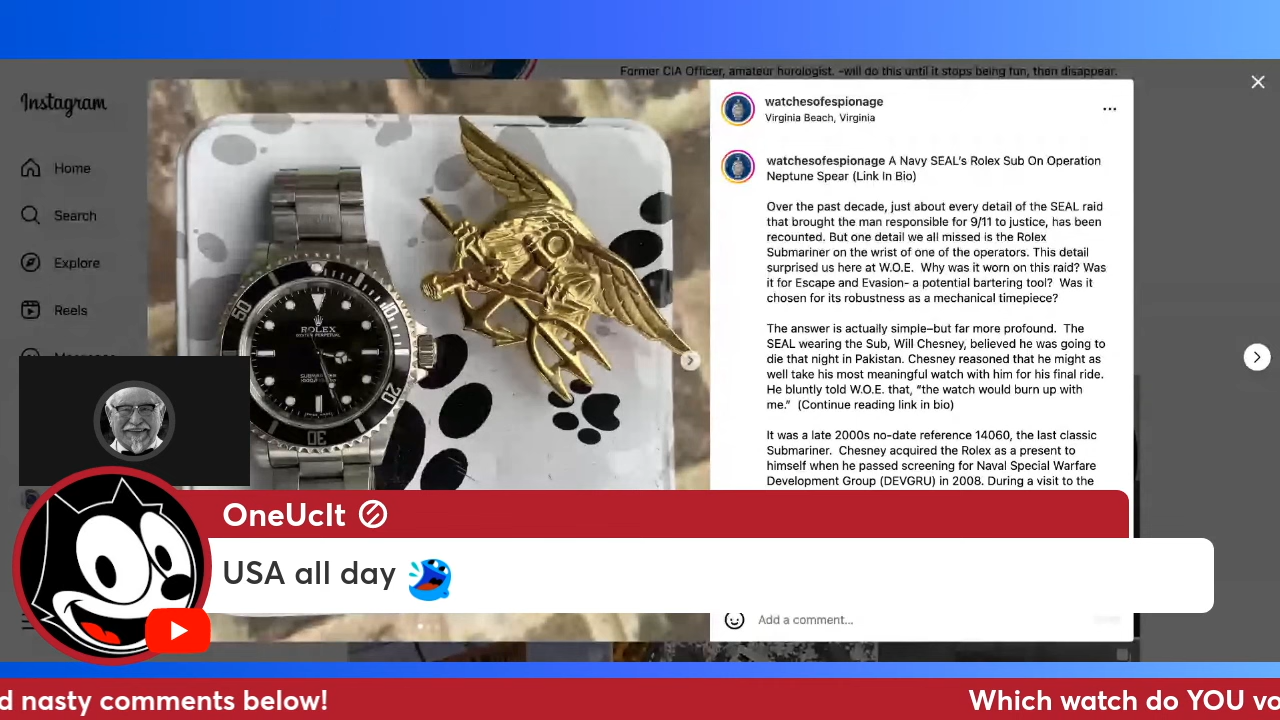 Former CIA Officer, amateur horologist. -will do this until it stops being fun, then disappear.
Instagram
Home
Search
Explore
Reels
Messages
50
10
20
30
ROLEX
OYSTER PERPETUAL
SUBMARINER
watchesofespionage
Virginia Beach, Virginia
watchesofespionage A Navy SEAL's Rolex Sub On Operation
Neptune Spear (Link In Bio)
Over the past decade, just about every detail of the SEAL raid
that brought the man responsible for 9/11 to justice, has been
recounted. But one detail we all missed is the Rolex
Submariner on the wrist of one of the operators. This detail
surprised us here at W.O.E.  Why was it worn on this raid? Was
it for Escape and Evasion- a potential bartering tool?  Was it
chosen for its robustness as a mechanical timepiece?
The answer is actually simple–but far more profound.  The
SEAL wearing the Sub, Will Chesney, believed he was going to
die that night in Pakistan. Chesney reasoned that he might as
well take his most meaningful watch with him for his final ride.
He bluntly told W.O.E. that, "the watch would burn up with
me."  (Continue reading link in bio)
It was a late 2000s no-date reference 14060, the last classic
Submariner.  Chesney acquired the Rolex as a present to
himself when he passed screening for Naval Special Warfare
Development Group (DEVGRU) in 2008. During a visit to the
Add a comment...
OneUcIt
USA all day
d nasty comments below!
Which watch do YOU vo